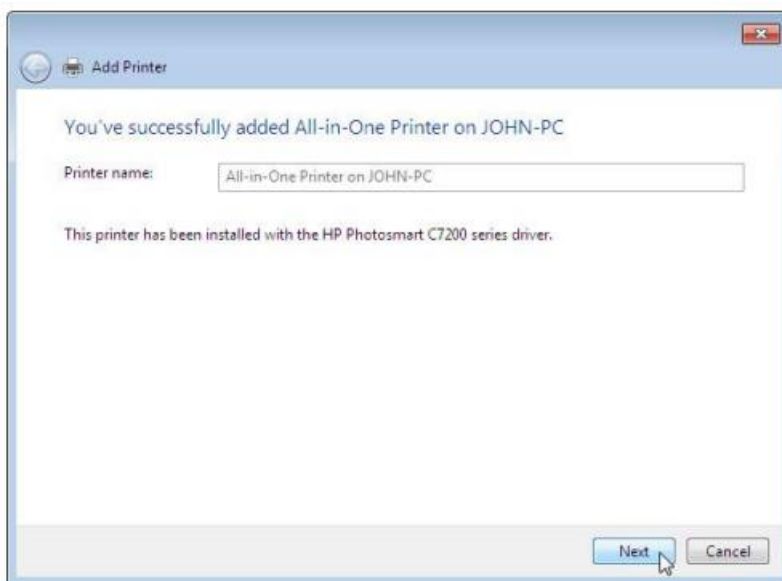 Add Printer
You've successfully added All-in-One Printer on JOHN-PC
Printer name: All-in-One Printer on JOHN-PC
This printer has been installed with the HP Photosmart C7200 series driver.
Next Cancel